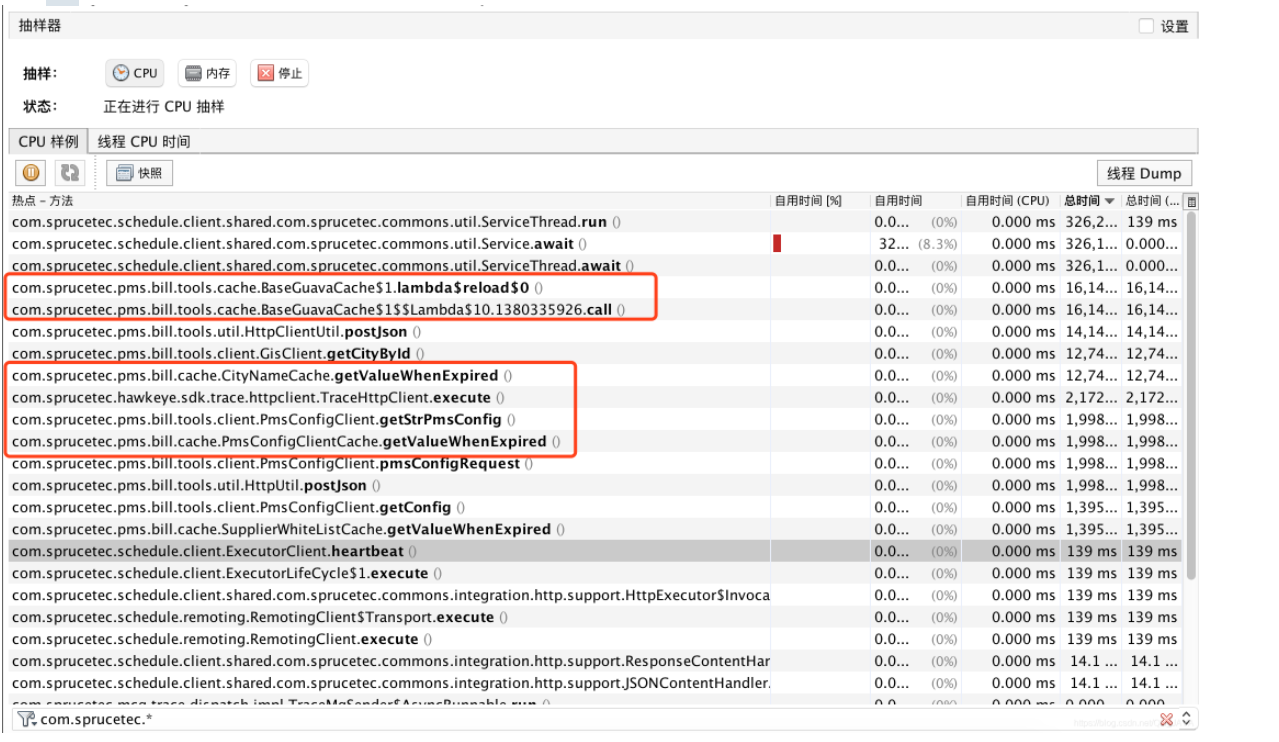 抽样器 设置
抽样: CPU 内存 停止
状态: 正在进行 CPU 抽样
CPU 样例 线程 CPU 时间
快照 线程 Dump
热点 – 方法 自用时间 [%] 自用时间 自用时间 (CPU) 总时间 总时间 (...
com.sprucetec.schedule.client.shared.com.sprucetec.commons.util.ServiceThread.run () 0.0... (0%) 0.000 ms 326,2... 139 ms
com.sprucetec.schedule.client.shared.com.sprucetec.commons.util.Service.await () 32... (8.3%) 0.000 ms 326,1... 0.000...
com.sprucetec.schedule.client.shared.com.sprucetec.commons.util.ServiceThread.await () 0.0... (0%) 0.000 ms 326,1... 0.000...
com.sprucetec.pms.bill.tools.cache.BaseGuavaCache$1.lambda$reload$0 () 0.0... (0%) 0.000 ms 16,14... 16,14...
com.sprucetec.pms.bill.tools.cache.BaseGuavaCache$1$$Lambda$10.1380335926.call () 0.0... (0%) 0.000 ms 16,14... 16,14...
com.sprucetec.pms.bill.tools.util.HttpClientUtil.postJson () 0.0... (0%) 0.000 ms 14,14... 14,14...
com.sprucetec.pms.bill.tools.client.GisClient.getCityById () 0.0... (0%) 0.000 ms 12,74... 12,74...
com.sprucetec.pms.bill.cache.CityNameCache.getValueWhenExpired () 0.0... (0%) 0.000 ms 12,74... 12,74...
com.sprucetec.hawkeye.sdk.trace.httpclient.TraceHttpClient.execute () 0.0... (0%) 0.000 ms 2,172... 2,172...
com.sprucetec.pms.bill.tools.client.PmsConfigClient.getStrPmsConfig () 0.0... (0%) 0.000 ms 1,998... 1,998...
com.sprucetec.pms.bill.cache.PmsConfigClientCache.getValueWhenExpired () 0.0... (0%) 0.000 ms 1,998... 1,998...
com.sprucetec.pms.bill.tools.client.PmsConfigClient.pmsConfigRequest () 0.0... (0%) 0.000 ms 1,998... 1,998...
com.sprucetec.pms.bill.tools.util.HttpUtil.postJson () 0.0... (0%) 0.000 ms 1,998... 1,998...
com.sprucetec.pms.bill.tools.client.PmsConfigClient.getConfig () 0.0... (0%) 0.000 ms 1,395... 1,395...
com.sprucetec.pms.bill.cache.SupplierWhiteListCache.getValueWhenExpired () 0.0... (0%) 0.000 ms 1,395... 1,395...
com.sprucetec.schedule.client.ExecutorClient.heartbeat () 0.0... (0%) 0.000 ms 139 ms 139 ms
com.sprucetec.schedule.client.ExecutorLifeCycle$1.execute () 0.0... (0%) 0.000 ms 139 ms 139 ms
com.sprucetec.schedule.client.shared.com.sprucetec.commons.integration.http.support.HttpExecutor$Invoca 0.0... (0%) 0.000 ms 139 ms 139 ms
com.sprucetec.schedule.remoting.RemotingClient$Transport.execute () 0.0... (0%) 0.000 ms 139 ms 139 ms
com.sprucetec.schedule.remoting.RemotingClient.execute () 0.0... (0%) 0.000 ms 139 ms 139 ms
com.sprucetec.schedule.client.shared.com.sprucetec.commons.integration.http.support.ResponseContentHar 0.0... (0%) 0.000 ms 14.1 ... 14.1 ...
com.sprucetec.schedule.client.shared.com.sprucetec.commons.integration.http.support.JSONContentHandler. 0.0... (0%) 0.000 ms 14.1 ... 14.1 ...
com.sprucetec.mcq.trace.dispatch.impl.TraceMqSender$AsyncRunnable.run () 0.0... (0%) 0.000 ms 0.000... 0.000...
com.sprucetec.*